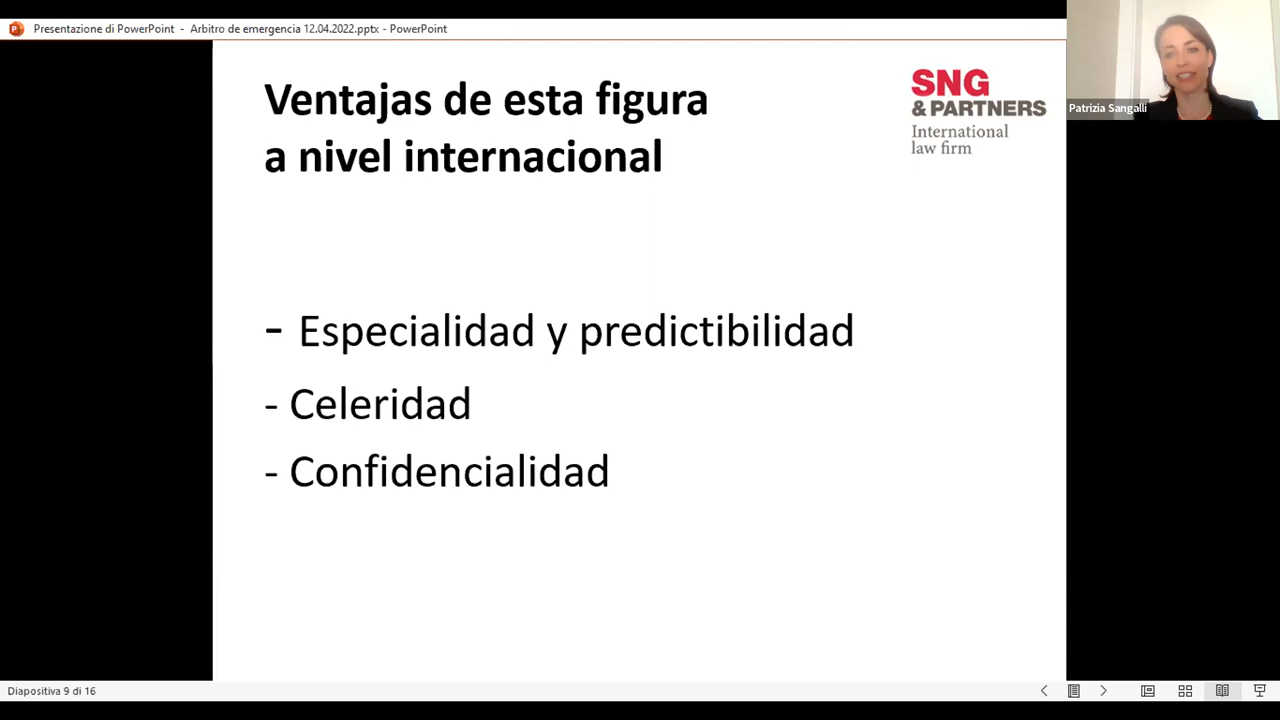 Presentazione di PowerPoint - Arbitro de emergencia 12.04.2022.pptx - PowerPoint
Ventajas de esta figura
a nivel internacional
SNG
& PARTNERS
International
law firm
Patrizia Sangalli
- Especialidad y predictibilidad
- Celeridad
- Confidencialidad
Diapositiva 9 di 16